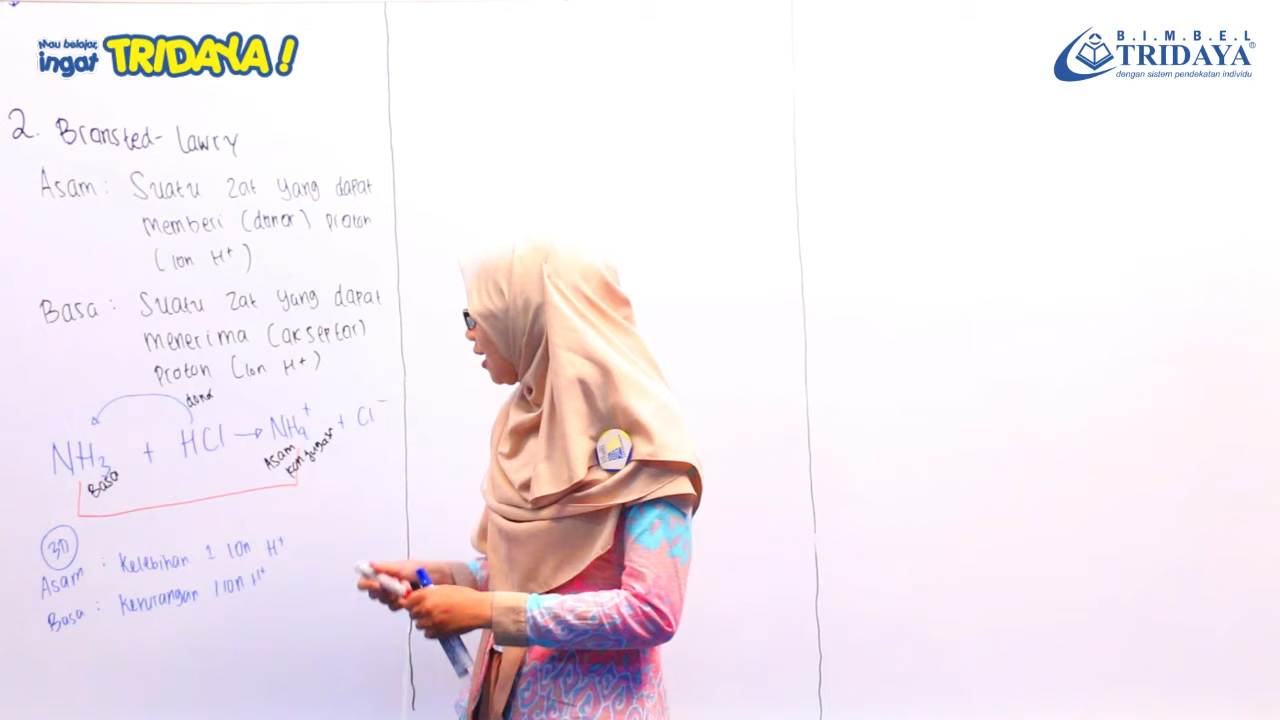 Mau belajar,
ingat TRIDAYA!
B.I.M.B.E.L
TRIDAYA®
dengan sistem pendekatan individu
2. Bronsted-Lowry
Asam : Suatu zat yang dapat
memberi (donor) proton
(ion H⁺)
Basa : Suatu zat yang dapat
menerima (akseptor)
proton (ion H⁺)
donor
NH₃ + HCl → NH₄⁺ + Cl⁻
Basa
Asam
Konjugasi
3D
Asam : Kelebihan 1 ion H⁺
Basa : Kekurangan 1 ion H⁺